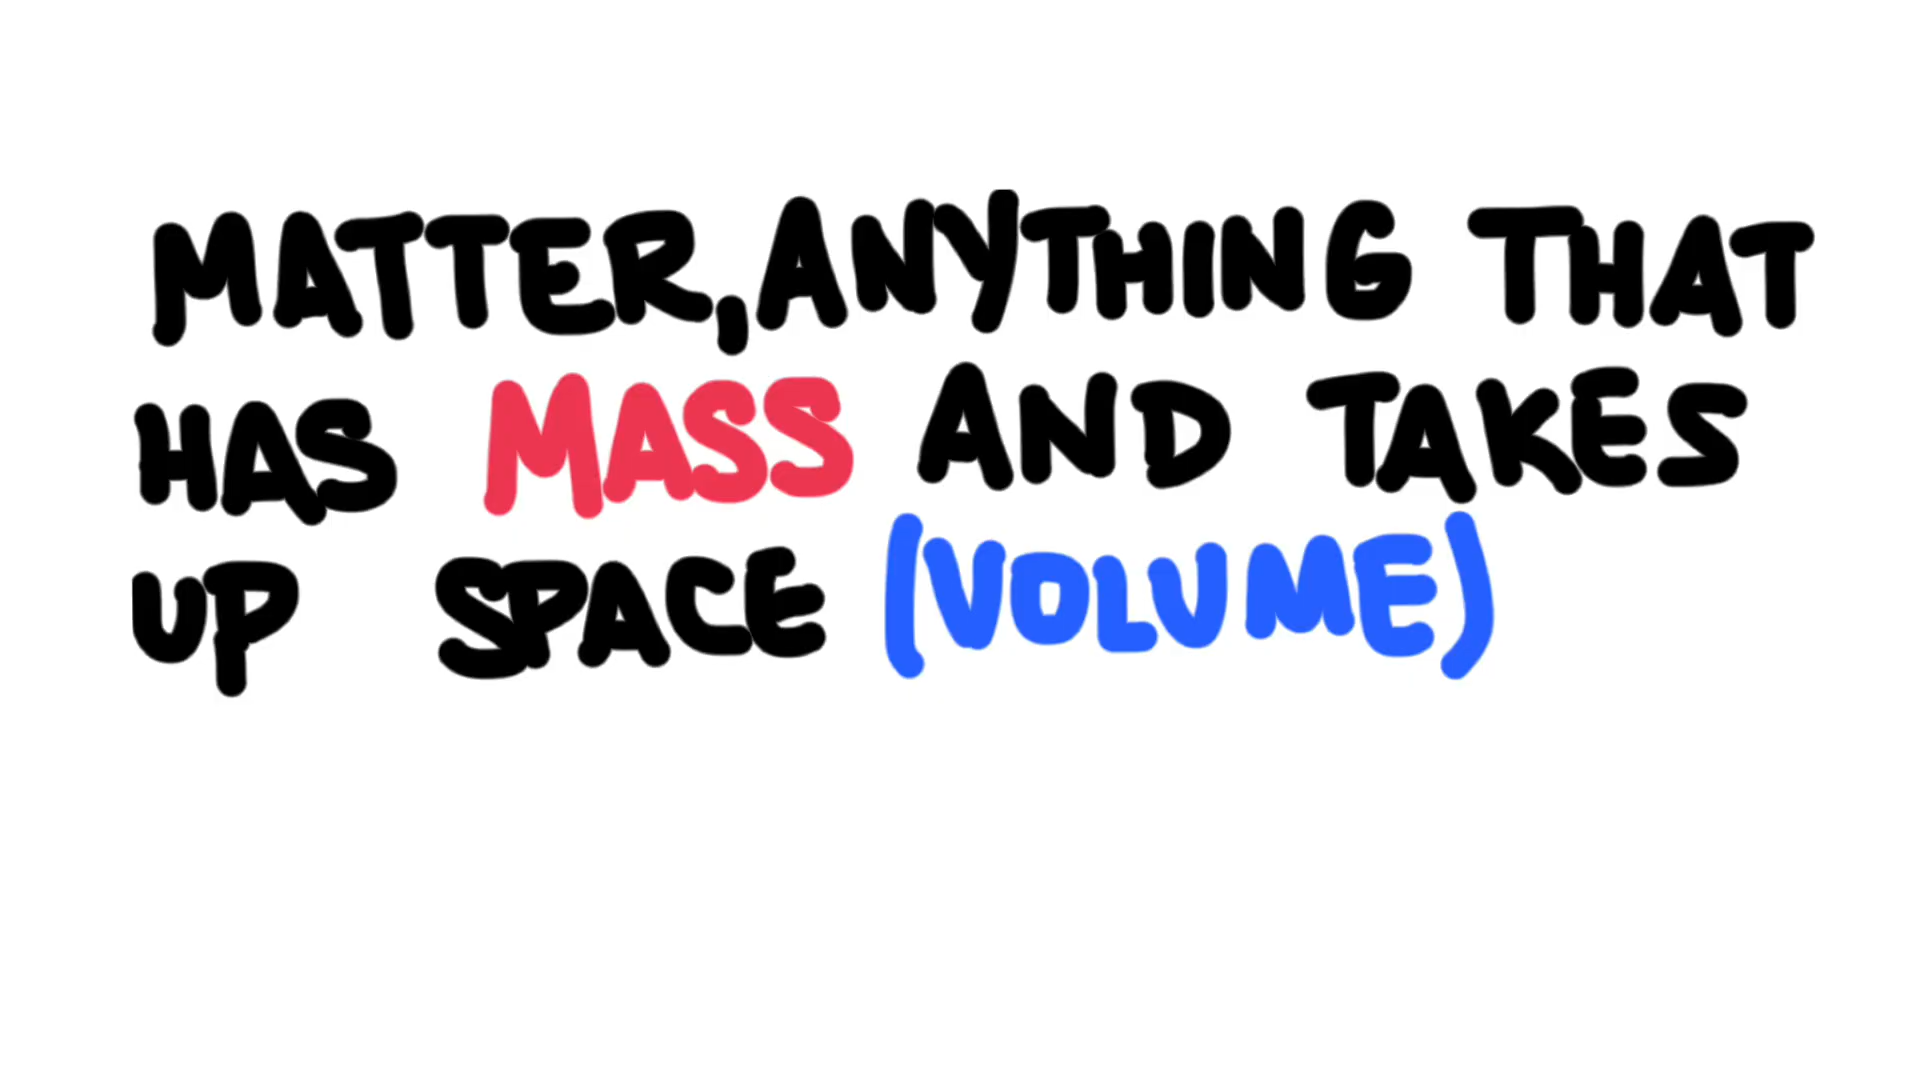 MATTER,ANYTHING THAT
HAS MASS AND TAKES
UP SPACE (VOLUME)